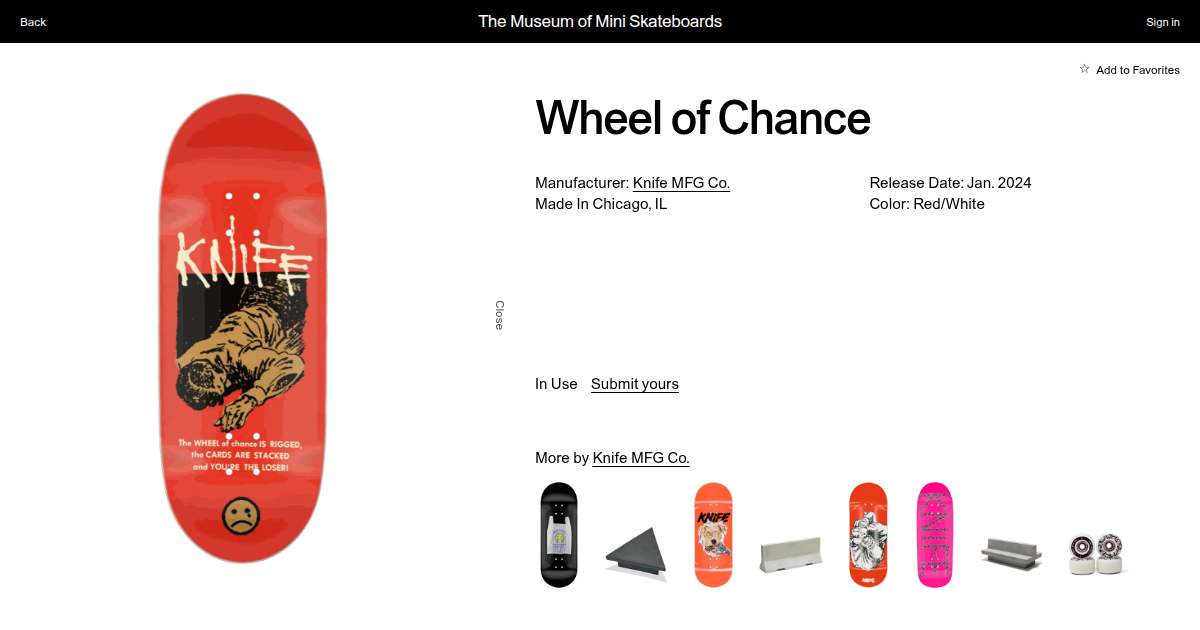 Back
The Museum of Mini Skateboards
Sign in
☆ Add to Favorites
Wheel of Chance
Manufacturer: Knife MFG Co.
Made In Chicago, IL
Release Date: Jan. 2024
Color: Red/White
KNIFE
The WHEEL of chance IS RIGGED,
the CARDS ARE STACKED
and YOU'RE THE LOSER!
Close
In Use Submit yours
More by Knife MFG Co.
KNIFE
KNIFE